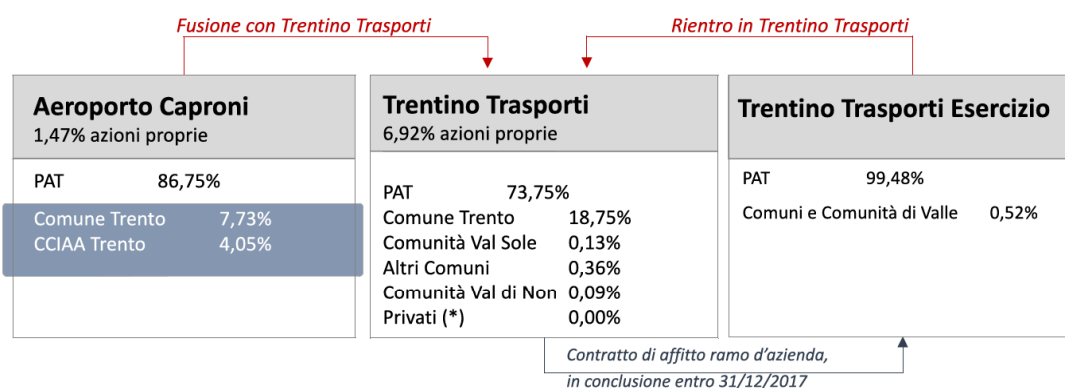 Fusione con Trentino Trasporti
Rientro in Trentino Trasporti
Aeroporto Caproni
1,47% azioni proprie
PAT 86,75%
Comune Trento 7,73%
CCIAA Trento 4,05%
Trentino Trasporti
6,92% azioni proprie
PAT 73,75%
Comune Trento 18,75%
Comunità Val Sole 0,13%
Altri Comuni 0,36%
Comunità Val di Non 0,09%
Privati (*) 0,00%
Trentino Trasporti Esercizio
PAT 99,48%
Comuni e Comunità di Valle 0,52%
Contratto di affitto ramo d'azienda,
in conclusione entro 31/12/2017